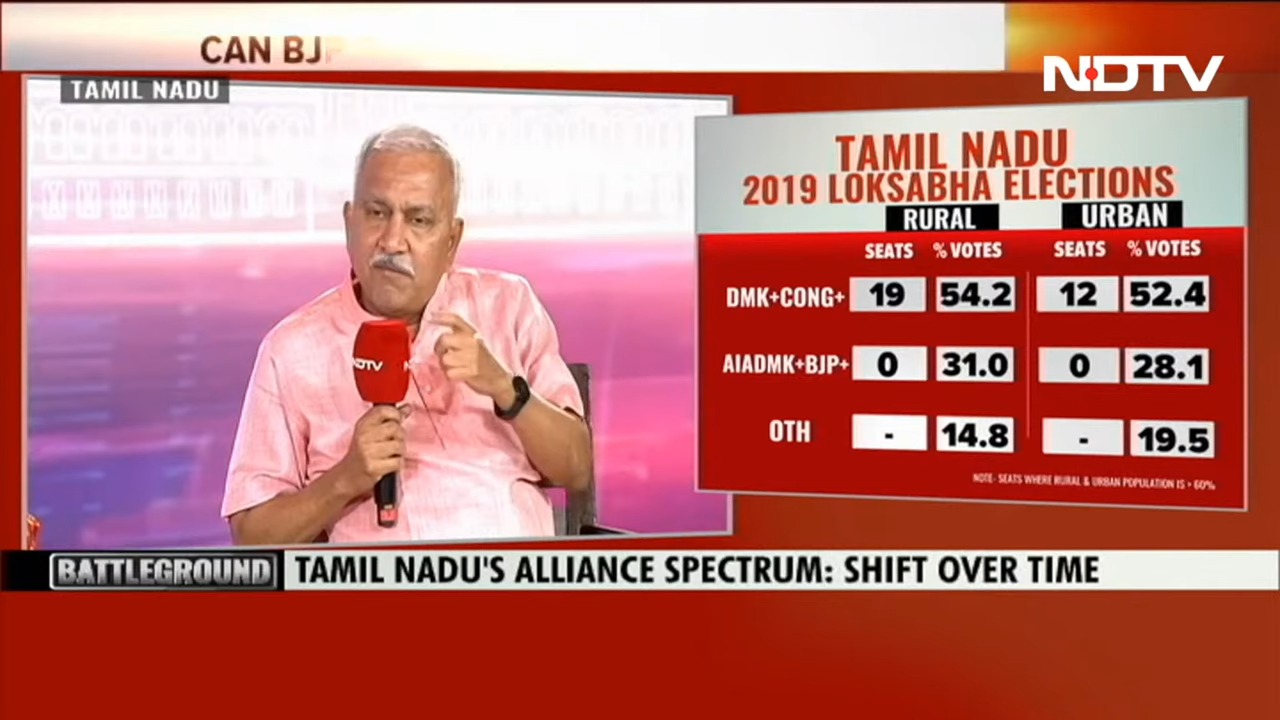 CAN BJP
NDTV
TAMIL NADU
TAMIL NADU
2019 LOKSABHA ELECTIONS
RURAL URBAN
SEATS % VOTES SEATS % VOTES
DMK+CONG+ 19 54.2 12 52.4
AIADMK+BJP+ 0 31.0 0 28.1
OTH - 14.8 - 19.5
NOTE- SEATS WHERE RURAL & URBAN POPULATION IS > 60%
NDTV
BATTLEGROUND TAMIL NADU'S ALLIANCE SPECTRUM: SHIFT OVER TIME